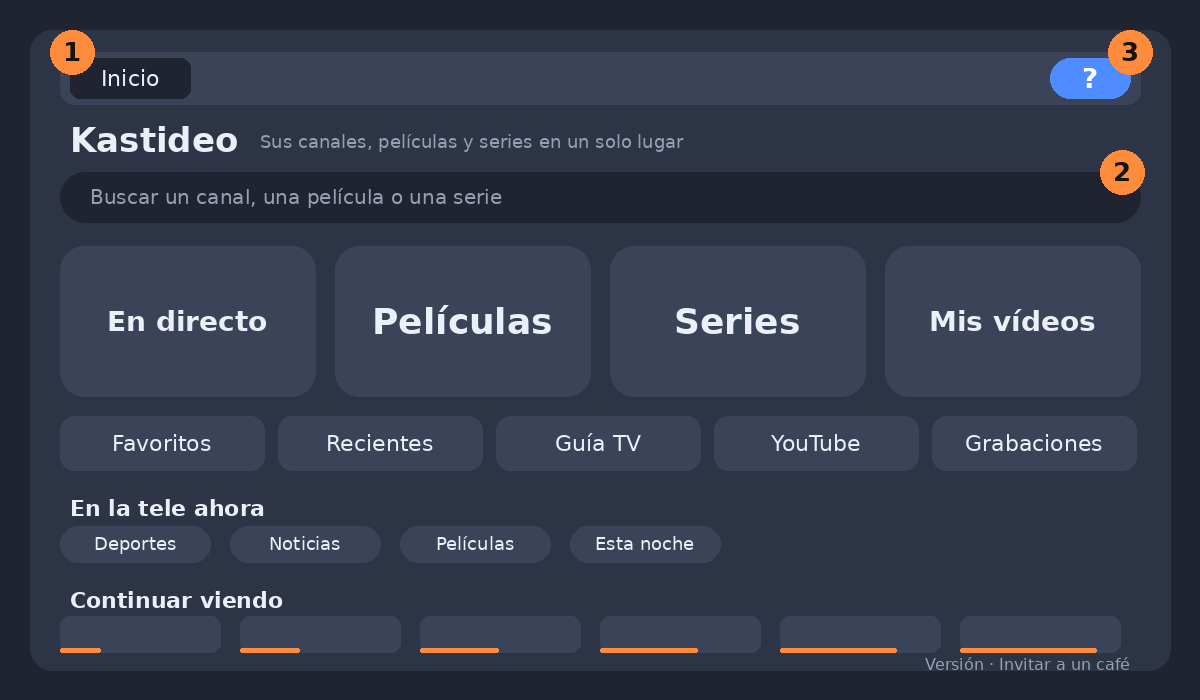 1
3
Inicio
?
Kastideo
Sus canales, películas y series en un solo lugar
2
Buscar un canal, una película o una serie
En directo
Películas
Series
Mis vídeos
Favoritos
Recientes
Guía TV
YouTube
Grabaciones
En la tele ahora
Deportes
Noticias
Películas
Esta noche
Continuar viendo
Versión · Invitar a un café